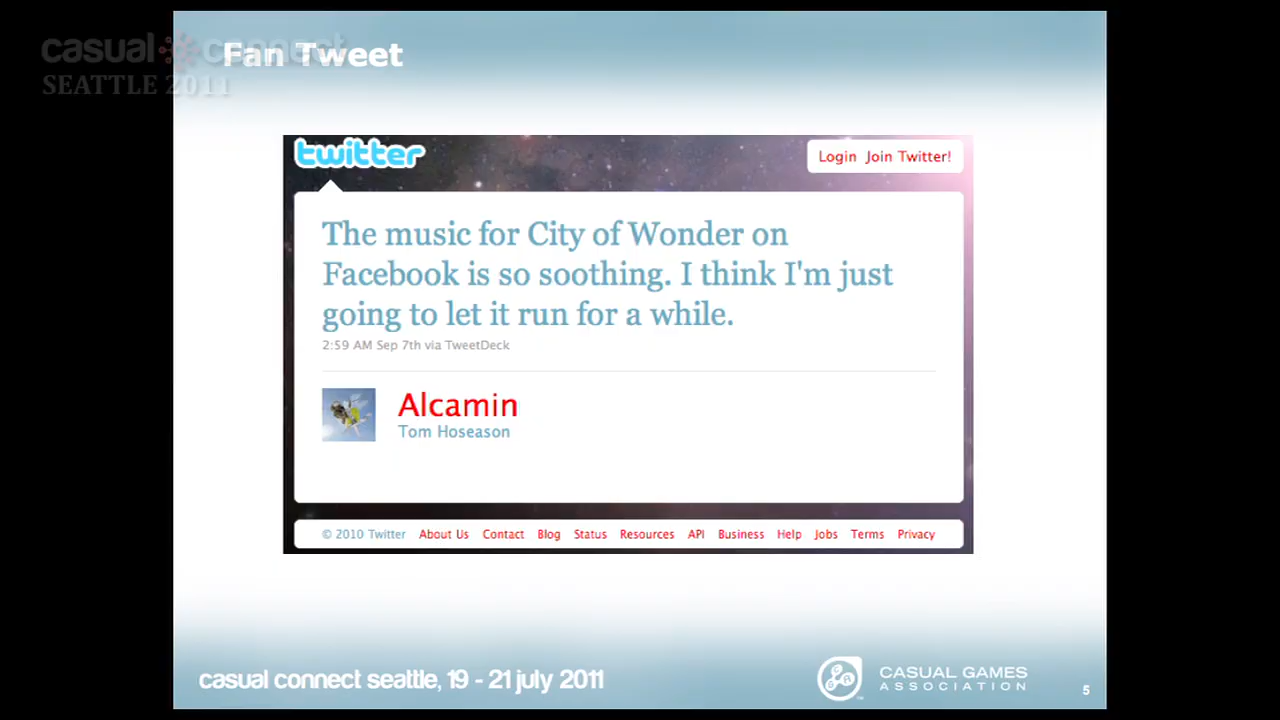 casual connect
SEATTLE 2011
Fan Tweet
twitter
Login Join Twitter!
The music for City of Wonder on
Facebook is so soothing. I think I'm just
going to let it run for a while.
2:59 AM Sep 7th via TweetDeck
Alcamin
Tom Hoseason
© 2010 Twitter About Us Contact Blog Status Resources API Business Help Jobs Terms Privacy
casual connect seattle, 19 - 21 july 2011
CASUAL GAMES
ASSOCIATION
5